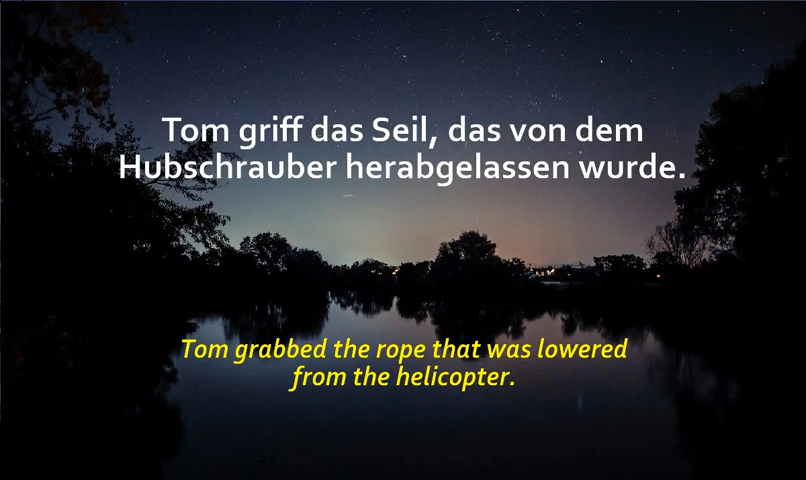 Tom griff das Seil, das von dem
Hubschrauber herabgelassen wurde.
Tom grabbed the rope that was lowered
from the helicopter.